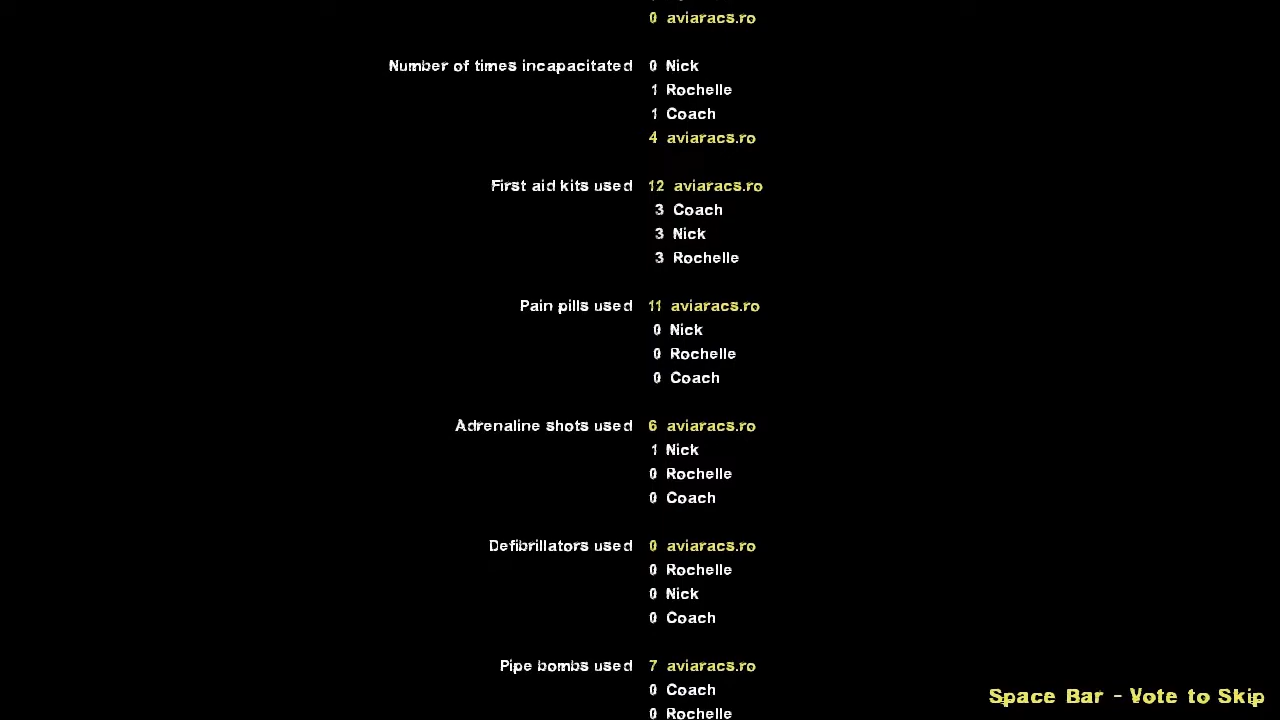 0 aviaracs.ro
Number of times incapacitated 0 Nick
1 Rochelle
1 Coach
4 aviaracs.ro
First aid kits used 12 aviaracs.ro
3 Coach
3 Nick
3 Rochelle
Pain pills used 11 aviaracs.ro
0 Nick
0 Rochelle
0 Coach
Adrenaline shots used 6 aviaracs.ro
1 Nick
0 Rochelle
0 Coach
Defibrillators used 0 aviaracs.ro
0 Rochelle
0 Nick
0 Coach
Pipe bombs used 7 aviaracs.ro
0 Coach
0 Rochelle
Space Bar - Vote to Skip